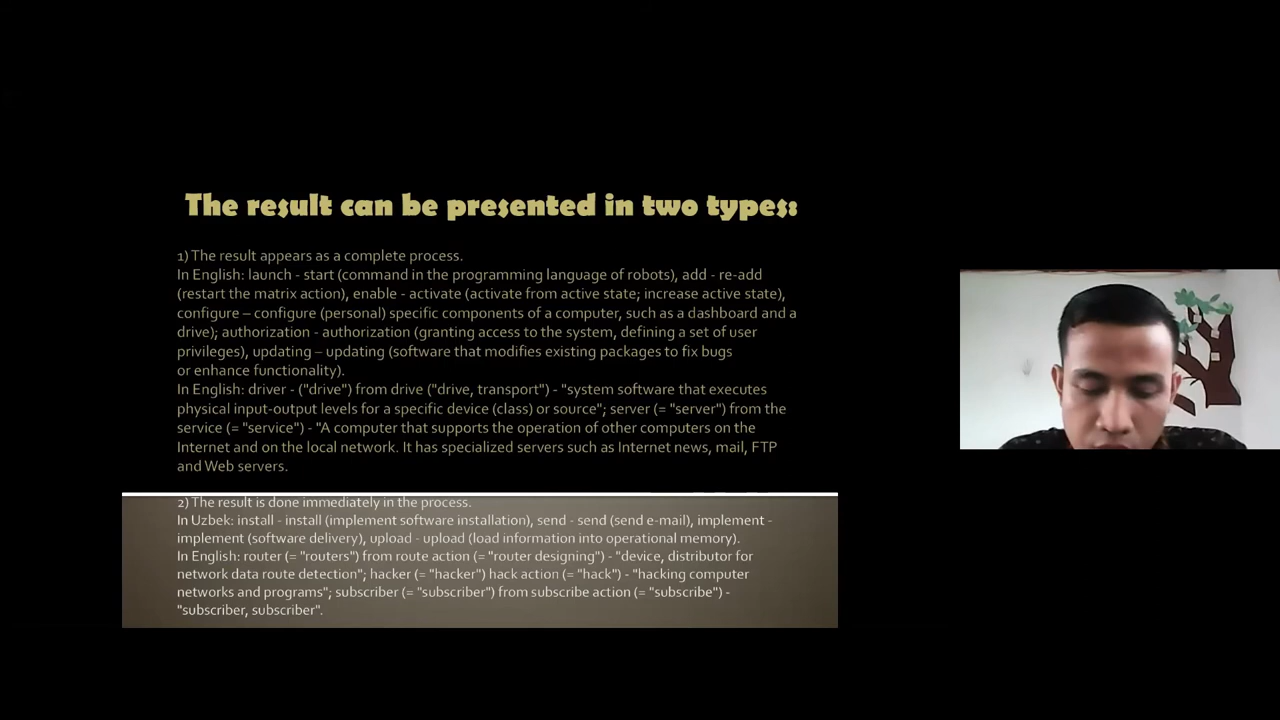 The result can be presented in two types:
1) The result appears as a complete process.
In English: launch - start (command in the programming language of robots), add - re-add
(restart the matrix action), enable - activate (activate from active state; increase active state),
configure – configure (personal) specific components of a computer, such as a dashboard and a
drive); authorization - authorization (granting access to the system, defining a set of user
privileges), updating – updating (software that modifies existing packages to fix bugs
or enhance functionality).
In English: driver - ("drive") from drive ("drive, transport") - "system software that executes
physical input-output levels for a specific device (class) or source"; server (= "server") from the
service (= "service") - "A computer that supports the operation of other computers on the
Internet and on the local network. It has specialized servers such as Internet news, mail, FTP
and Web servers.
2) The result is done immediately in the process.
In Uzbek: install - install (implement software installation), send - send (send e-mail), implement -
implement (software delivery), upload - upload (load information into operational memory).
In English: router (= "routers") from route action (= "router designing") - "device, distributor for
network data route detection"; hacker (= "hacker") hack action (= "hack") - "hacking computer
networks and programs"; subscriber (= "subscriber") from subscribe action (= "subscribe") -
"subscriber, subscriber".